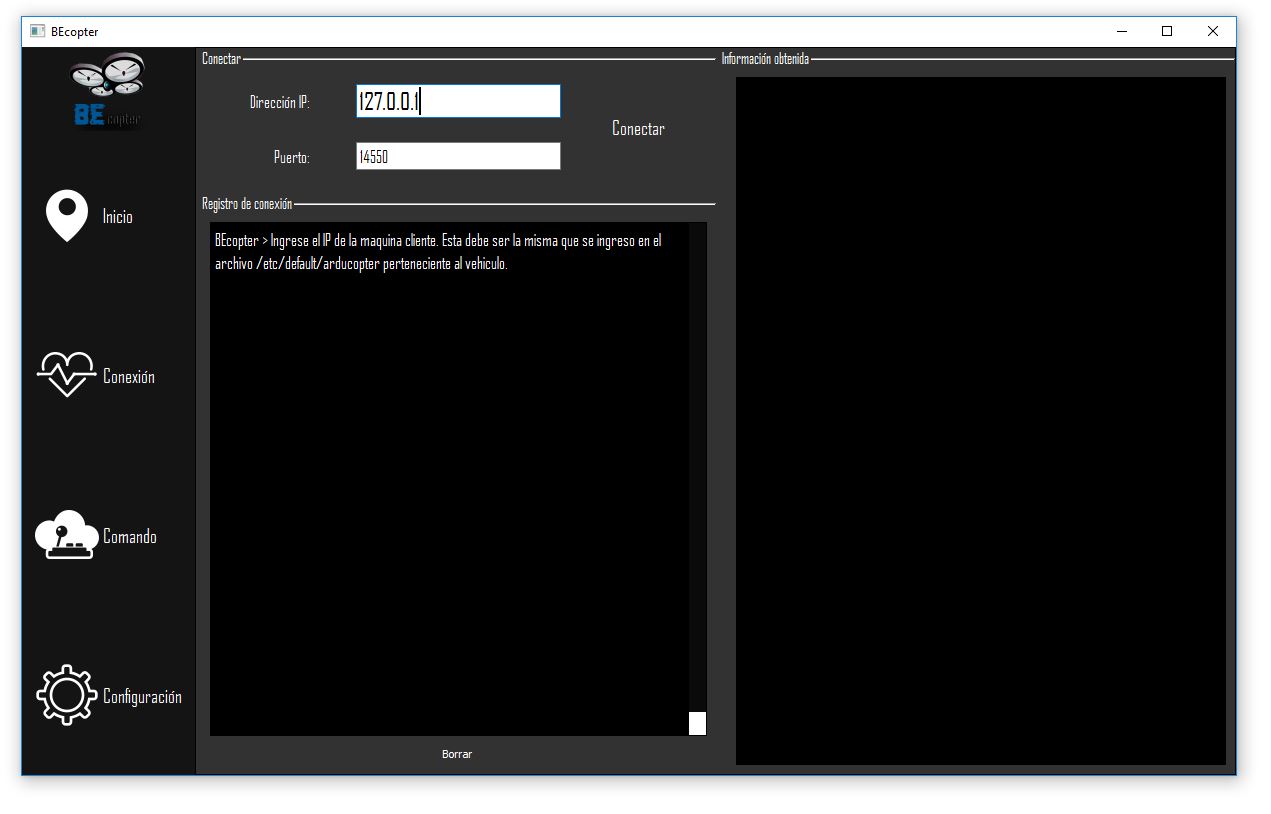 BEcopter
BEcopter
Inicio
Conexión
Comando
Configuración
Conectar
Dirección IP:
127.0.0.1
Puerto:
14550
Conectar
Registro de conexión
BEcopter > Ingrese el IP de la maquina cliente. Esta debe ser la misma que se ingreso en el
archivo /etc/default/arducopter perteneciente al vehiculo.
Borrar
Información obtenida